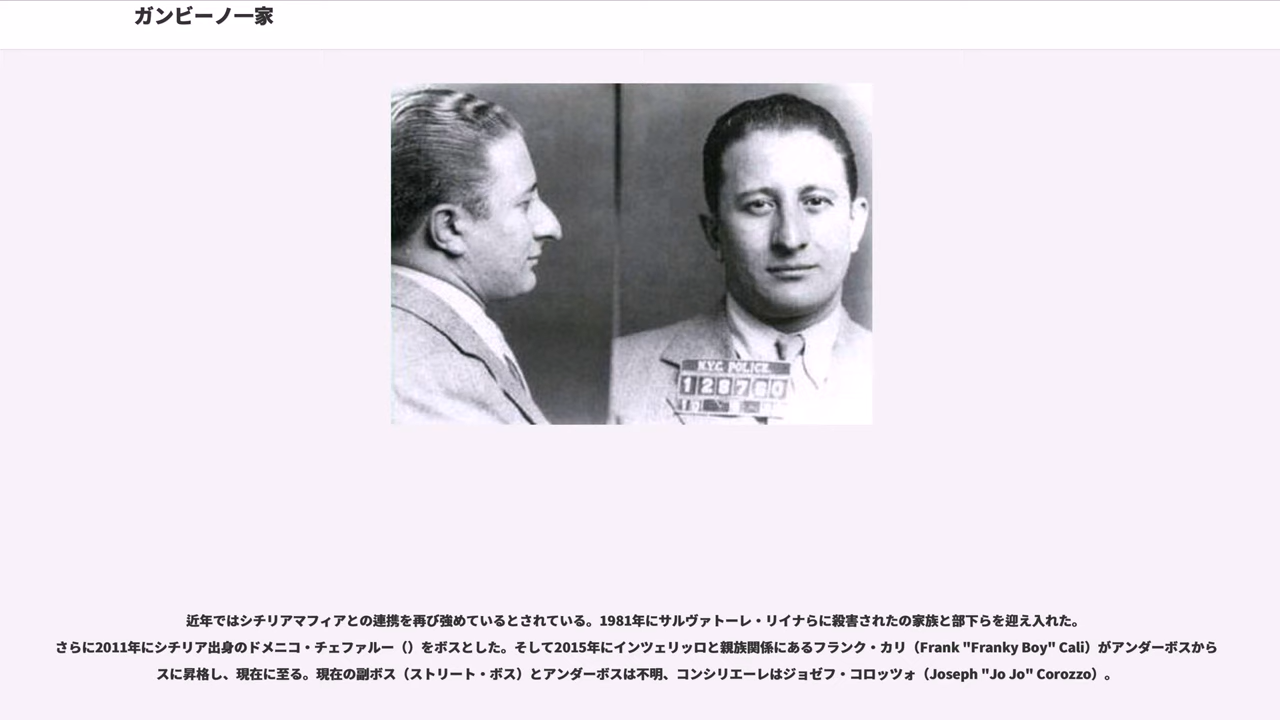 ガンビーノ一家
N.Y.C. POLICE
近年ではシチリアマフィアとの連携を再び強めているとされている。1981年にサルヴァトーレ・リイナらに殺害されたの家族と部下らを迎え入れた。
さらに2011年にシチリア出身のドメニコ・チェファルー（）をボスとした。そして2015年にインツェリッロと親族関係にあるフランク・カリ（Frank "Franky Boy" Cali）がアンダーボスから
スに昇格し、現在に至る。現在の副ボス（ストリート・ボス）とアンダーボスは不明、コンシリエーレはジョゼフ・コロッツォ（Joseph "Jo Jo" Corozzo）。